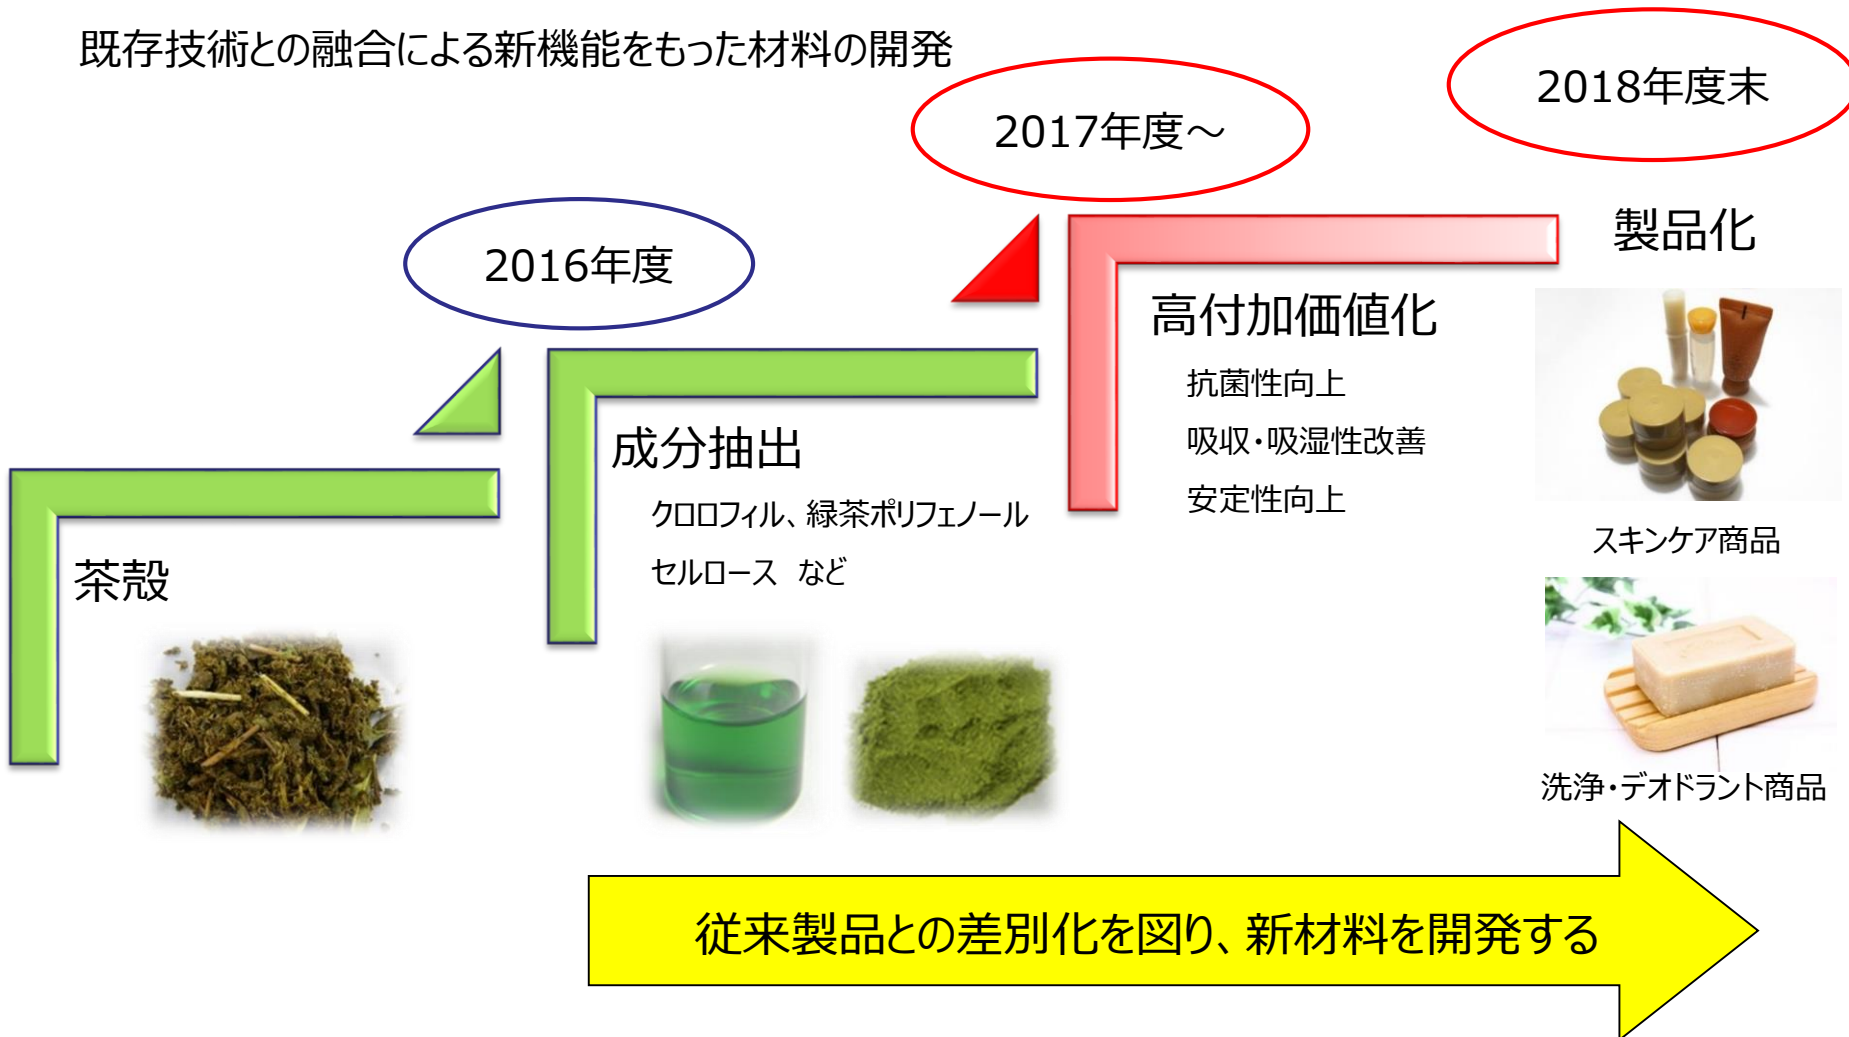 既存技術との融合による新機能をもった材料の開発
2018年度末
2017年度～
2016年度
製品化
高付加価値化
抗菌性向上
吸収・吸湿性改善
安定性向上
成分抽出
クロロフィル、緑茶ポリフェノール
セルロース　など
茶殻
スキンケア商品
洗浄・デオドラント商品
従来製品との差別化を図り、新材料を開発する